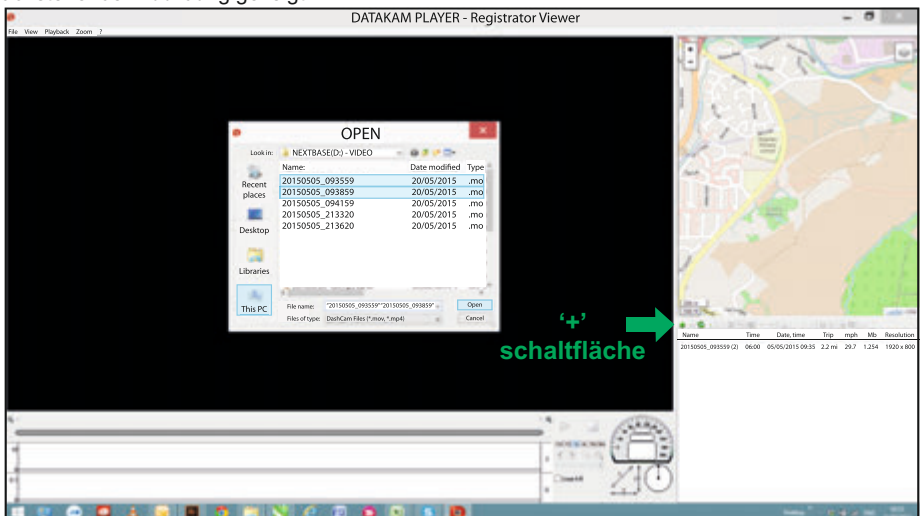 DATAKAM PLAYER - Registrator Viewer
File View Playback Zoom ?
OPEN
Look in: NEXTBASE(D:) - VIDEO
Name: Date modified Type
20150505_093559 20/05/2015 .mo
20150505_093859 20/05/2015 .mo
20150505_094159 20/05/2015 .mo
20150505_213320 20/05/2015 .mo
20150505_213620 20/05/2015 .mo
Recent
places
Desktop
Libraries
This PC
File name: "20150505_093559""20150505_093859" Open
Files of type: DashCam Files (*.mov, *.mp4) Cancel
‘+’
schaltfläche
Name Time Date, time Trip mph Mb Resolution
20150505_093559 (2) 06:00 05/05/2015 09:35 2.2 mi 29.7 1,254 1920 x 800